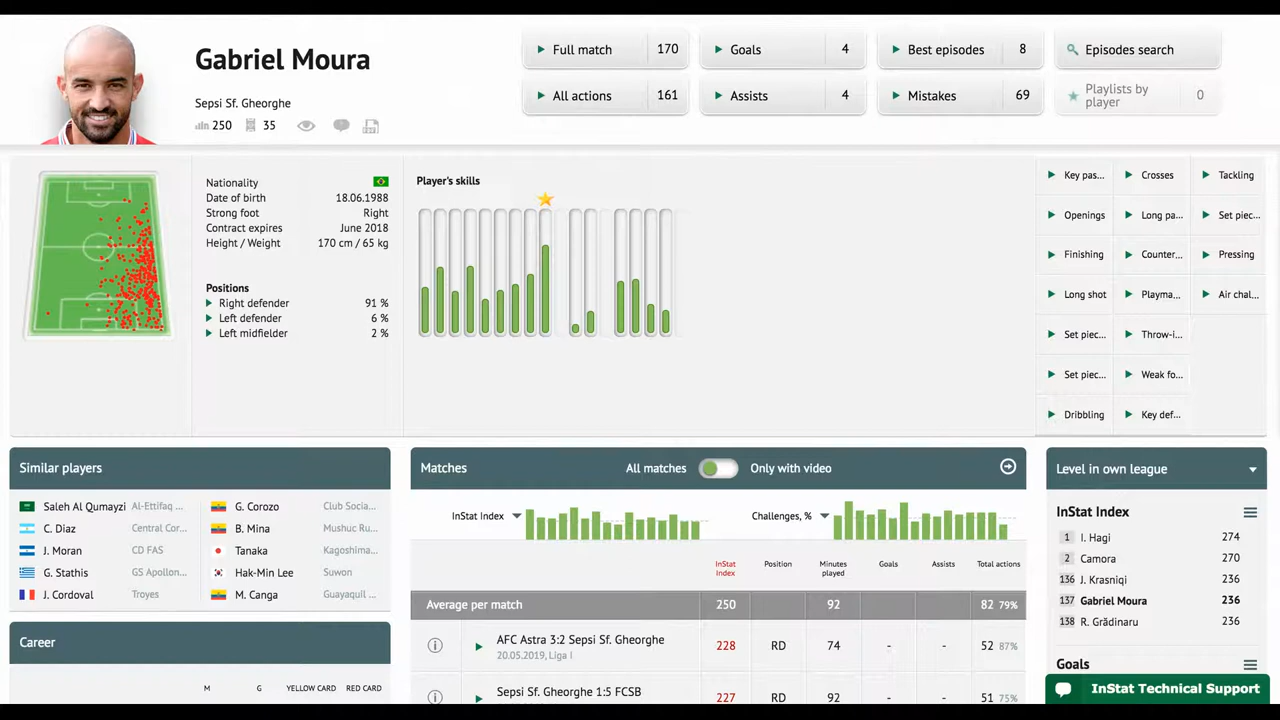 Gabriel Moura
Sepsi Sf. Gheorghe
250 35
Full match 170
Goals 4
Best episodes 8
Episodes search
All actions 161
Assists 4
Mistakes 69
Playlists by player 0
Nationality
Date of birth 18.06.1988
Strong foot Right
Contract expires June 2018
Height / Weight 170 cm / 65 kg
Positions
Right defender 91 %
Left defender 6 %
Left midfielder 2 %
Player's skills
Key pas... Crosses Tackling
Openings Long pa... Set piec...
Finishing Counter... Pressing
Long shot Playma... Air chal...
Set piec... Throw-i...
Set piec... Weak fo...
Dribbling Key def...
Similar players
Saleh Al Qumayzi Al-Ettifaq ... G. Corozo Club Socia...
C. Diaz Central Cor... B. Mina Mushuc Ru...
J. Moran CD FAS Tanaka Kagoshima...
G. Stathis GS Apollon... Hak-Min Lee Suwon
J. Cordoval Troyes M. Canga Guayaquil ...
Career
M G YELLOW CARD RED CARD
Matches All matches Only with video
InStat Index Challenges, %
InStat Index Position Minutes played Goals Assists Total actions
Average per match 250 92 82 79%
AFC Astra 3:2 Sepsi Sf. Gheorghe 228 RD 74 - - 52 87%
20.05.2019, Liga I
Sepsi Sf. Gheorghe 1:5 FCSB 227 RD 92 - - 51 75%
Level in own league
InStat Index
1 I. Hagi 274
2 Camora 270
136 J. Krasniqi 236
137 Gabriel Moura 236
138 R. Grădinaru 236
Goals
InStat Technical Support